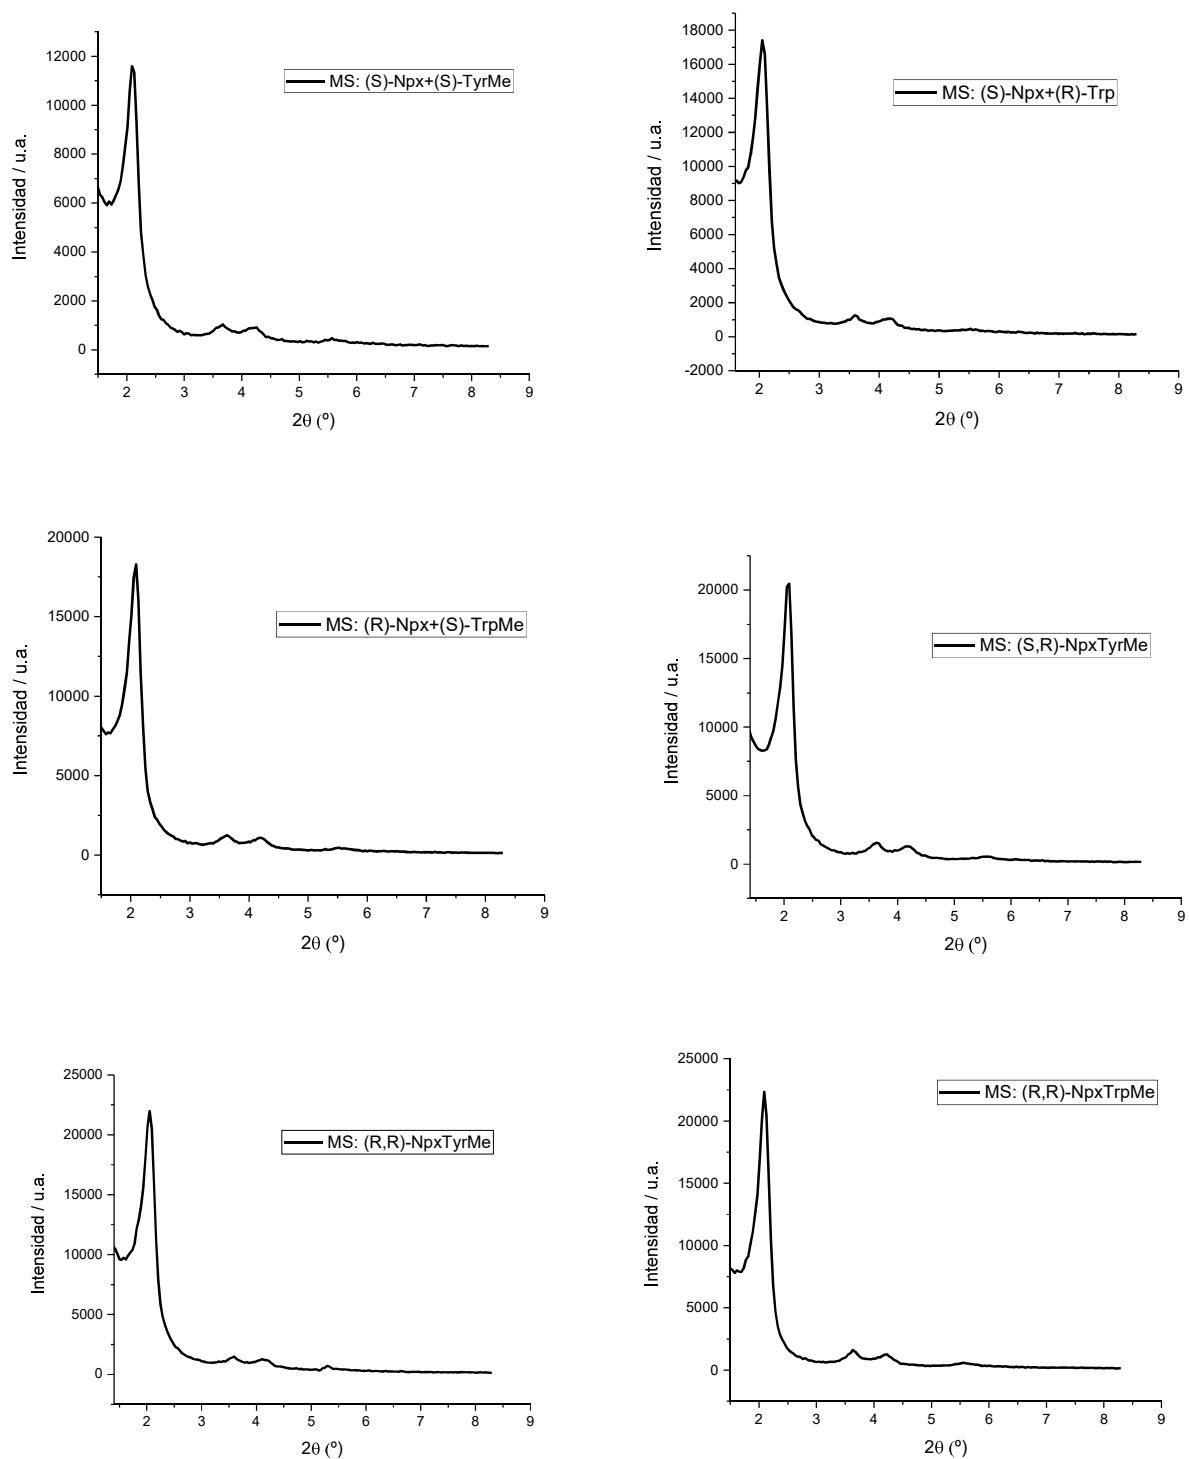 MS: (S)-Npx+(S)-TyrMe
Intensidad / u.a.
12000
10000
8000
6000
4000
2000
0
2 3 4 5 6 7 8 9
2θ (º)
MS: (S)-Npx+(R)-Trp
Intensidad / u.a.
18000
16000
14000
12000
10000
8000
6000
4000
2000
0
-2000
2 3 4 5 6 7 8 9
2θ (º)
MS: (R)-Npx+(S)-TrpMe
Intensidad / u.a.
20000
15000
10000
5000
0
2 3 4 5 6 7 8 9
2θ (º)
MS: (S,R)-NpxTyrMe
Intensidad / u.a.
20000
15000
10000
5000
0
2 3 4 5 6 7 8 9
2θ (º)
MS: (R,R)-NpxTyrMe
Intensidad / u.a.
25000
20000
15000
10000
5000
0
2 3 4 5 6 7 8 9
2θ (º)
MS: (R,R)-NpxTrpMe
Intensidad / u.a.
25000
20000
15000
10000
5000
0
2 3 4 5 6 7 8 9
2θ (º)